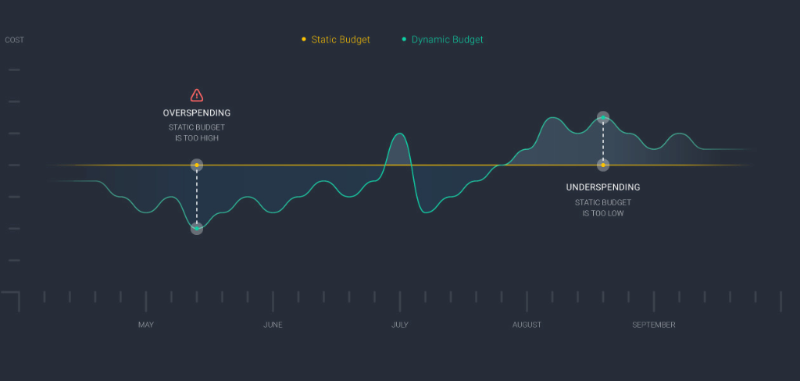 Static Budget
Dynamic Budget
COST
OVERSPENDING
STATIC BUDGET
IS TOO HIGH
UNDERSPENDING
STATIC BUDGET
IS TOO LOW
MAY
JUNE
JULY
AUGUST
SEPTEMBER